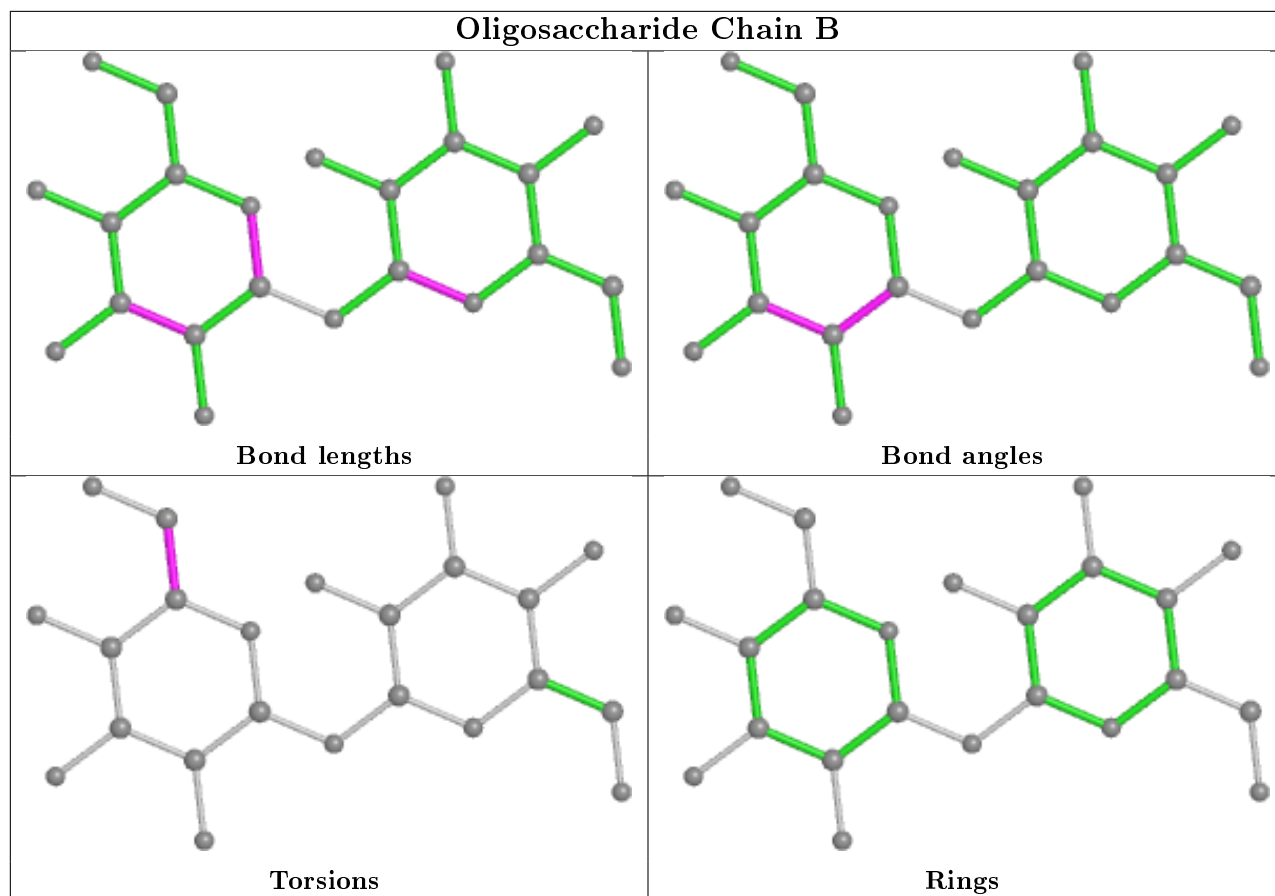 Oligosaccharide Chain B
Bond lengths
Bond angles
Torsions
Rings